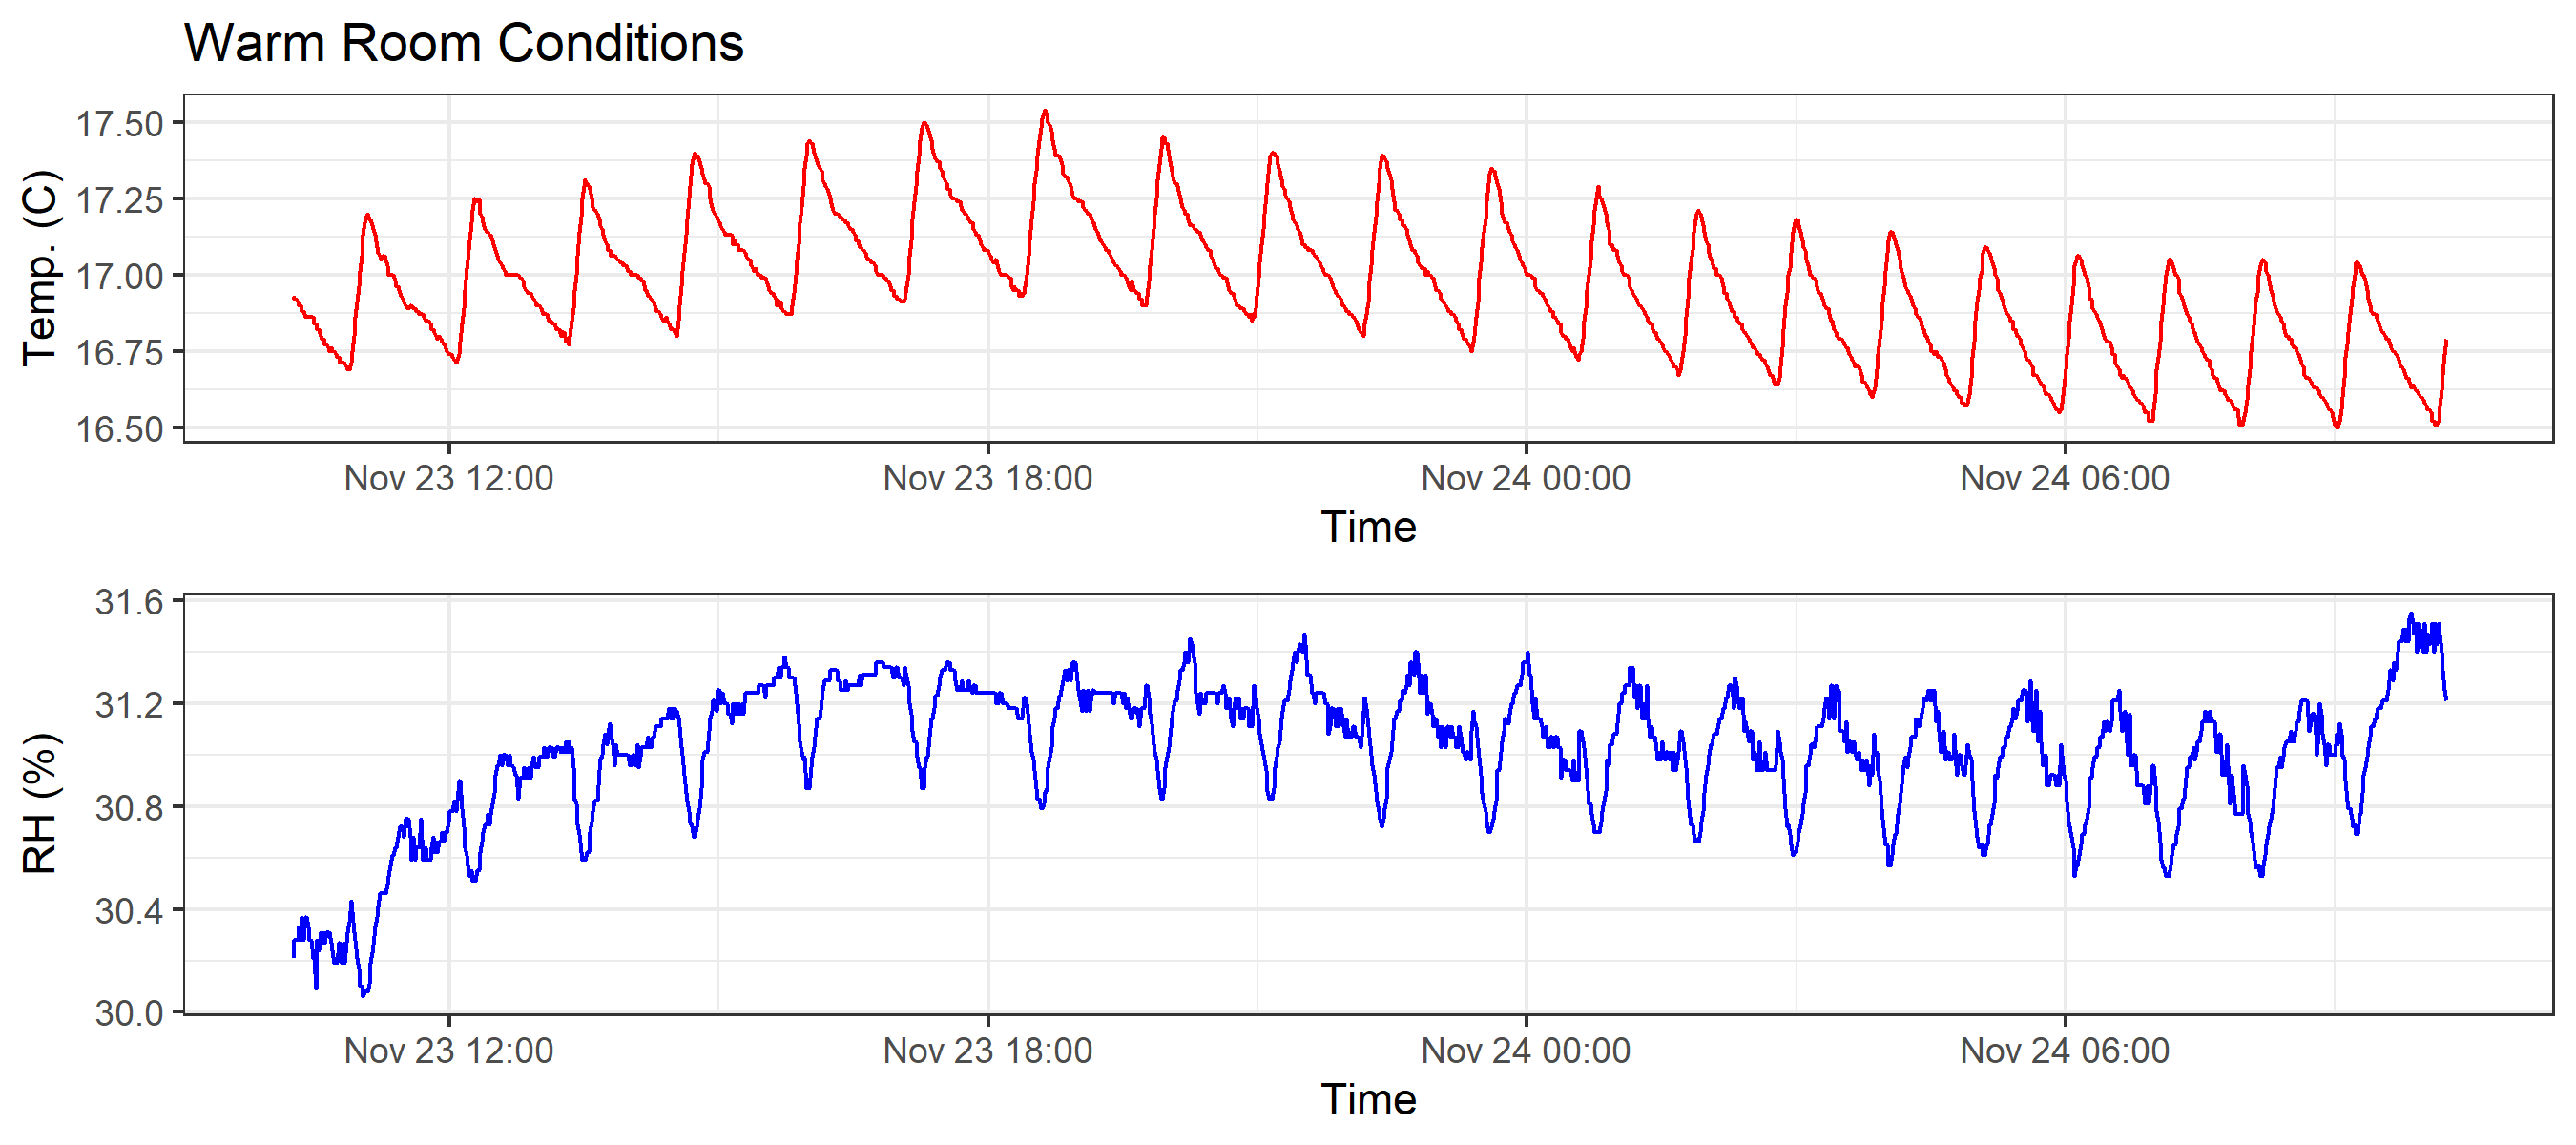 Warm Room Conditions
Temp. (C)
17.50
17.25
17.00
16.75
16.50
Nov 23 12:00 Nov 23 18:00 Nov 24 00:00 Nov 24 06:00
Time
RH (%)
31.6
31.2
30.8
30.4
30.0
Nov 23 12:00 Nov 23 18:00 Nov 24 00:00 Nov 24 06:00
Time